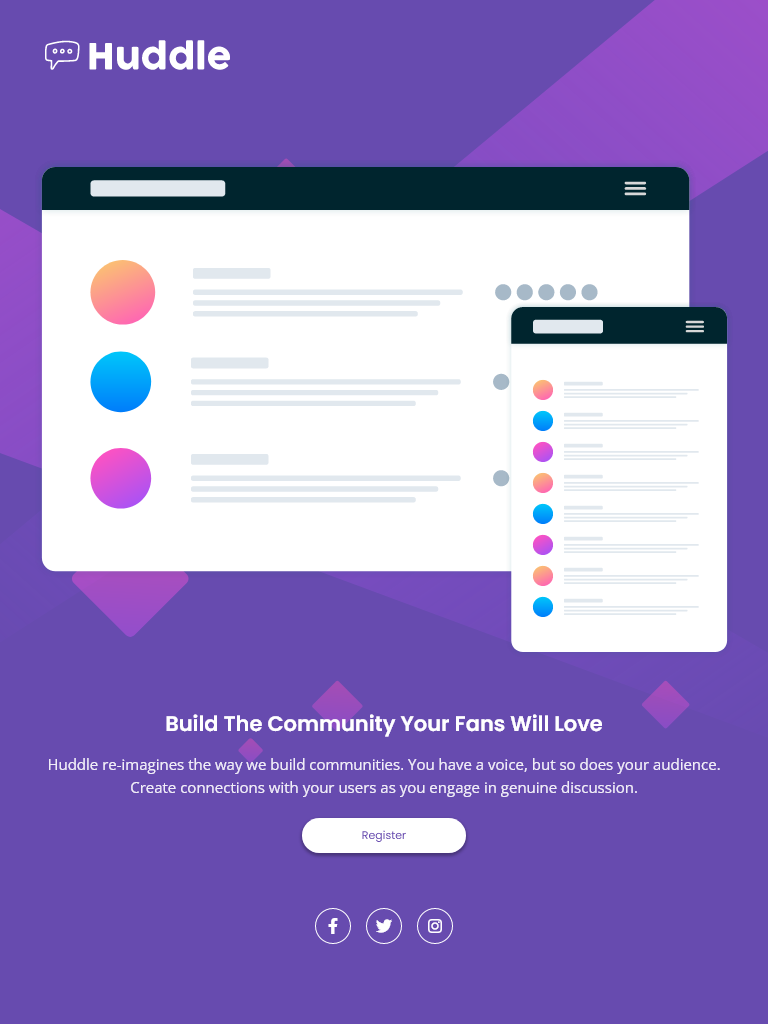 Huddle
Build The Community Your Fans Will Love
Huddle re-imagines the way we build communities. You have a voice, but so does your audience.
Create connections with your users as you engage in genuine discussion.
Register